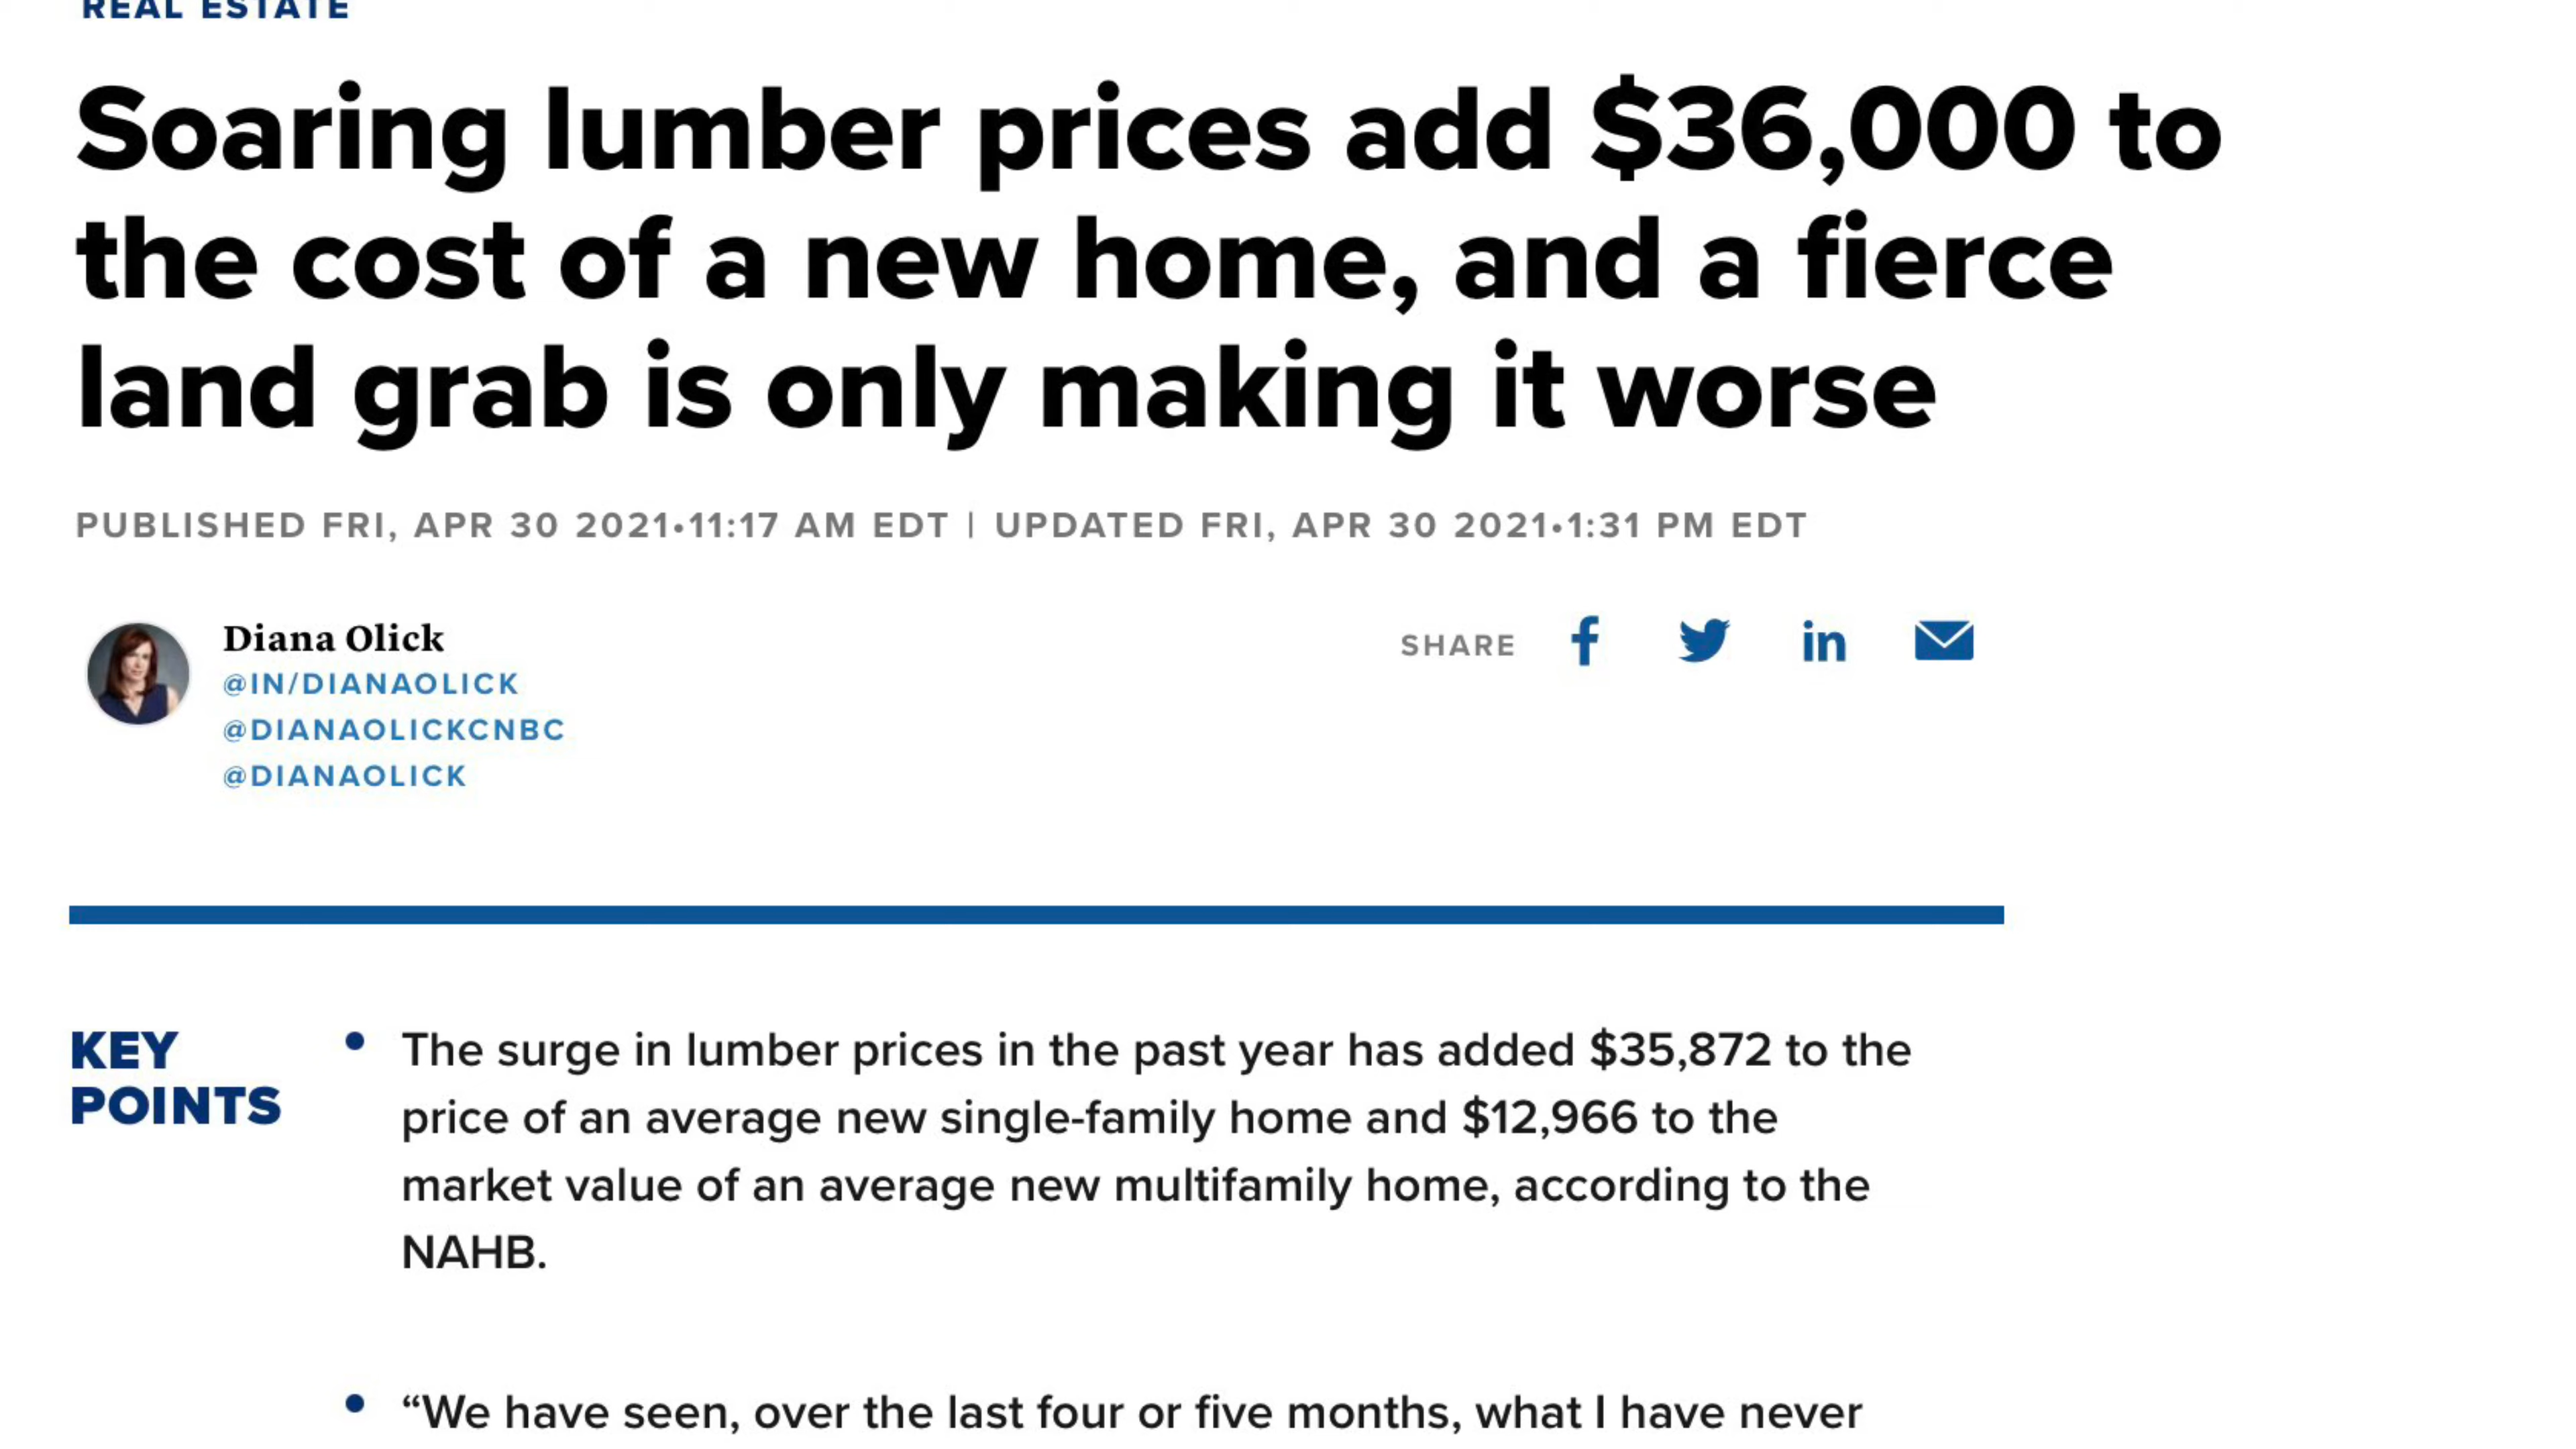 REAL ESTATE
Soaring lumber prices add $36,000 to
the cost of a new home, and a fierce
land grab is only making it worse
PUBLISHED FRI, APR 30 2021•11:17 AM EDT | UPDATED FRI, APR 30 2021•1:31 PM EDT
Diana Olick
@IN/DIANAOLICK
@DIANAOLICKCNBC
@DIANAOLICK
SHARE f in
KEY
POINTS
• The surge in lumber prices in the past year has added $35,872 to the
price of an average new single-family home and $12,966 to the
market value of an average new multifamily home, according to the
NAHB.
• “We have seen, over the last four or five months, what I have never